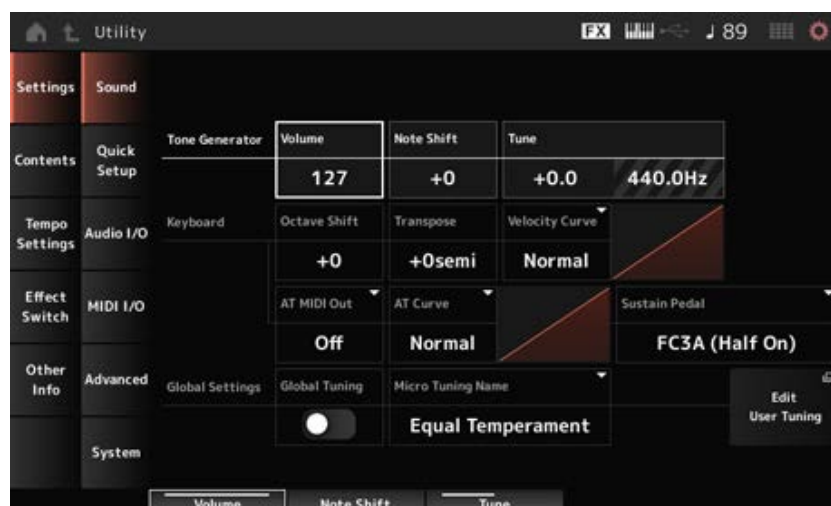 Utility
FX
♩ 89
Settings
Sound
Contents
Quick
Setup
Tempo
Settings
Audio I/O
Effect
Switch
MIDI I/O
Other
Info
Advanced
System
Tone Generator
Volume
Note Shift
Tune
127
+0
+0.0
440.0Hz
Keyboard
Octave Shift
Transpose
Velocity Curve
+0
+0semi
Normal
AT MIDI Out
AT Curve
Sustain Pedal
Off
Normal
FC3A (Half On)
Global Settings
Global Tuning
Micro Tuning Name
Equal Temperament
Edit
User Tuning
Volume
Note Shift
Tune